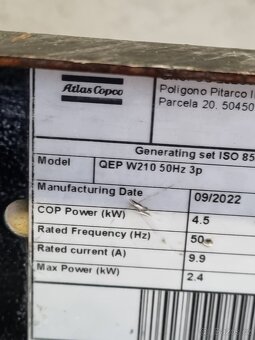 Atlas Copco
Polígono Pitarco I
Parcela 20. 50450
Generating set ISO 85
Model QEP W210 50Hz 3p
Manufacturing Date 09/2022
COP Power (kW) 4.5
Rated Frequency (Hz) 50
Rated current (A) 9.9
Max Power (kW) 2.4